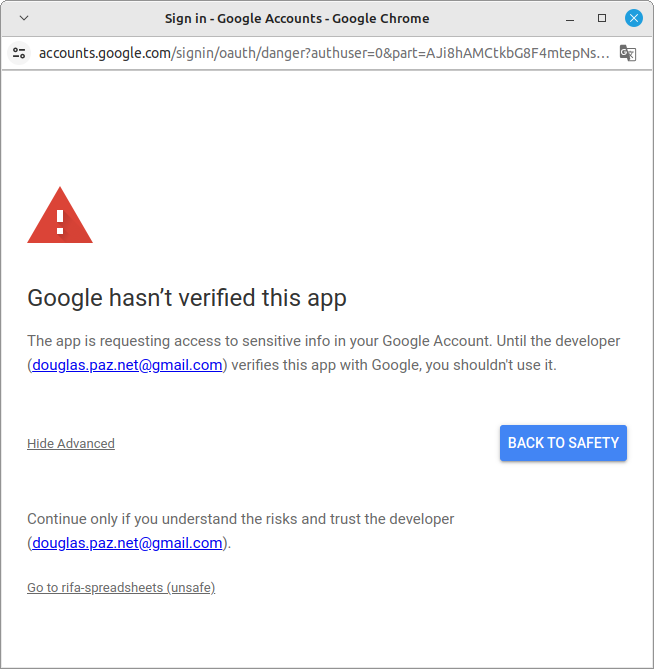 Sign in - Google Accounts - Google Chrome
accounts.google.com/signin/oauth/danger?authuser=0&part=AJi8hAMCtkbG8F4mtepNs...
Google hasn't verified this app
The app is requesting access to sensitive info in your Google Account. Until the developer
(douglas.paz.net@gmail.com) verifies this app with Google, you shouldn't use it.
Hide Advanced
BACK TO SAFETY
Continue only if you understand the risks and trust the developer
(douglas.paz.net@gmail.com).
Go to rifa-spreadsheets (unsafe)